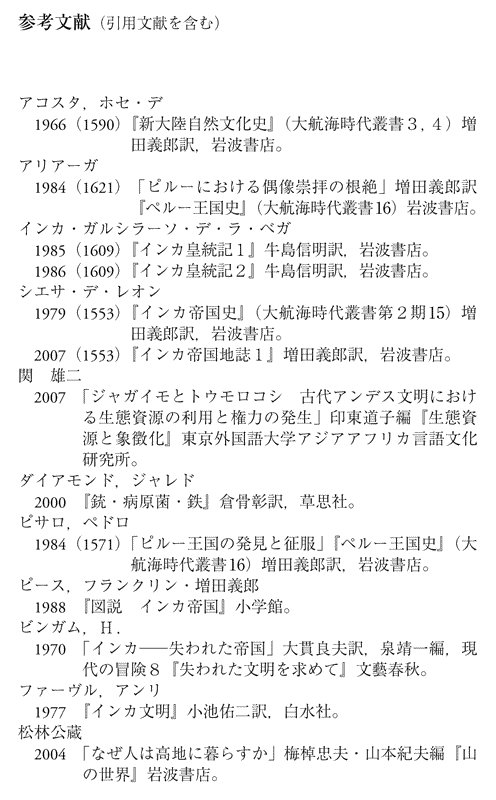 参考文献（引用文献を含む）
アコスタ，ホセ・デ
1966（1590）『新大陸自然文化史』（大航海時代叢書３，４）増
田義郎訳，岩波書店。
アリアーガ
1984（1621）「ピルーにおける偶像崇拝の根絶」増田義郎訳
『ペルー王国史』（大航海時代叢書16）岩波書店。
インカ・ガルシラーソ・デ・ラ・ベガ
1985（1609）『インカ皇統記１』牛島信明訳，岩波書店。
1986（1609）『インカ皇統記２』牛島信明訳，岩波書店。
シエサ・デ・レオン
1979（1553）『インカ帝国史』（大航海時代叢書第２期15）増
田義郎訳，岩波書店。
2007（1553）『インカ帝国地誌１』増田義郎訳，岩波書店。
関　雄二
2007　「ジャガイモとトウモロコシ　古代アンデス文明におけ
る生態資源の利用と権力の発生」印東道子編『生態資
源と象徴化』東京外国語大学アジアアフリカ言語文化
研究所。
ダイアモンド，ジャレド
2000　『銃・病原菌・鉄』倉骨彰訳，草思社。
ピサロ，ペドロ
1984（1571）「ピルー王国の発見と征服」『ペルー王国史』（大
航海時代叢書16）増田義郎訳，岩波書店。
ピース，フランクリン・増田義郎
1988　『図説　インカ帝国』小学館。
ビンガム，Ｈ．
1970　「インカ──失われた帝国」大貫良夫訳，泉靖一編，現
代の冒険８『失われた文明を求めて』文藝春秋。
ファーヴル，アンリ
1977　『インカ文明』小池佑二訳，白水社。
松林公蔵
2004　「なぜ人は高地に暮らすか」梅棹忠夫・山本紀夫編『山
の世界』岩波書店。